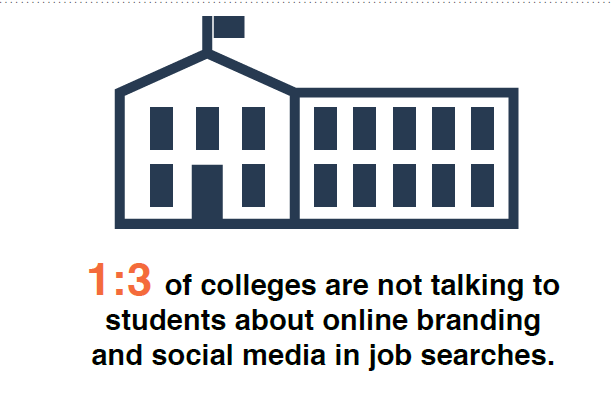 1:3 of colleges are not talking to
students about online branding
and social media in job searches.